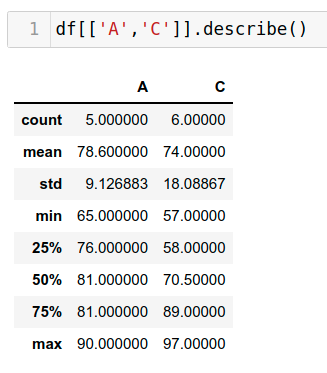 1 df[['A','C']].describe()
A C
count 5.000000 6.00000
mean 78.600000 74.00000
std 9.126883 18.08867
min 65.000000 57.00000
25% 76.000000 58.00000
50% 81.000000 70.50000
75% 81.000000 89.00000
max 90.000000 97.00000